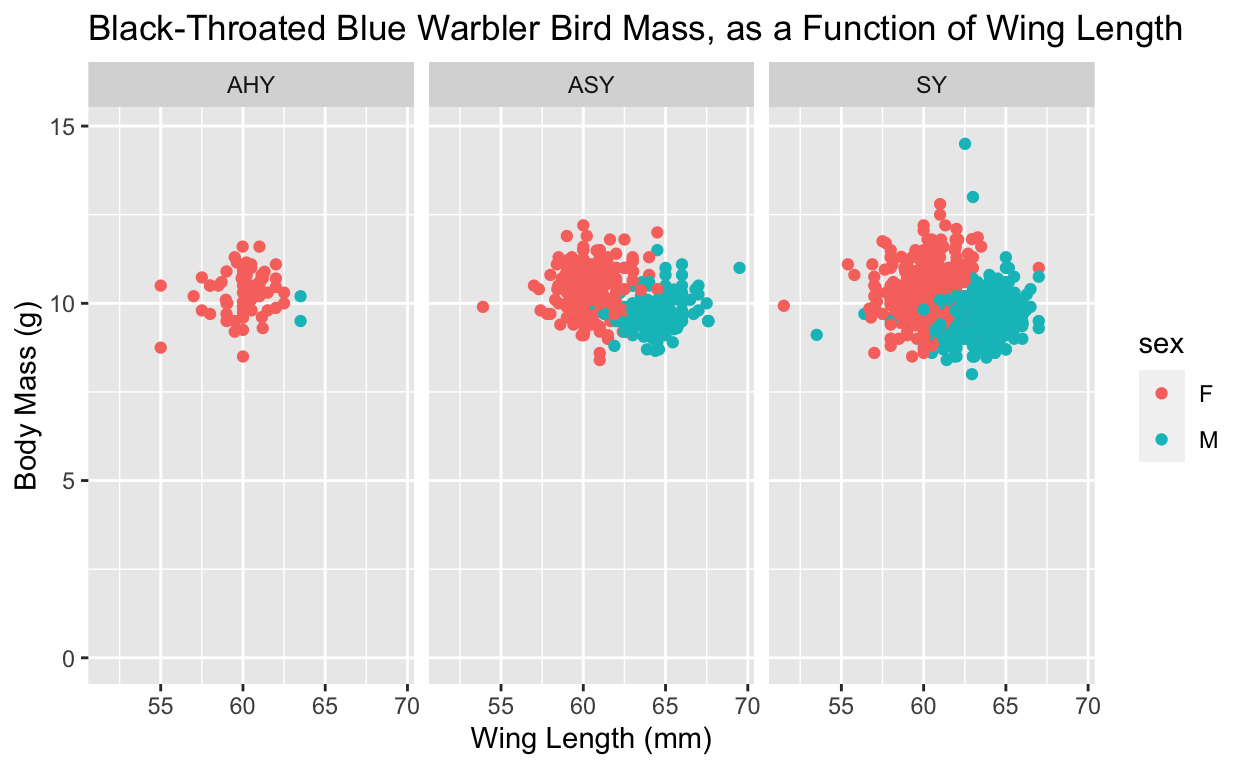 Black-Throated Blue Warbler Bird Mass, as a Function of Wing Length
AHY ASY SY
15
10
5
0
Body Mass (g)
55 60 65 70 55 60 65 70 55 60 65 70
Wing Length (mm)
sex
F
M